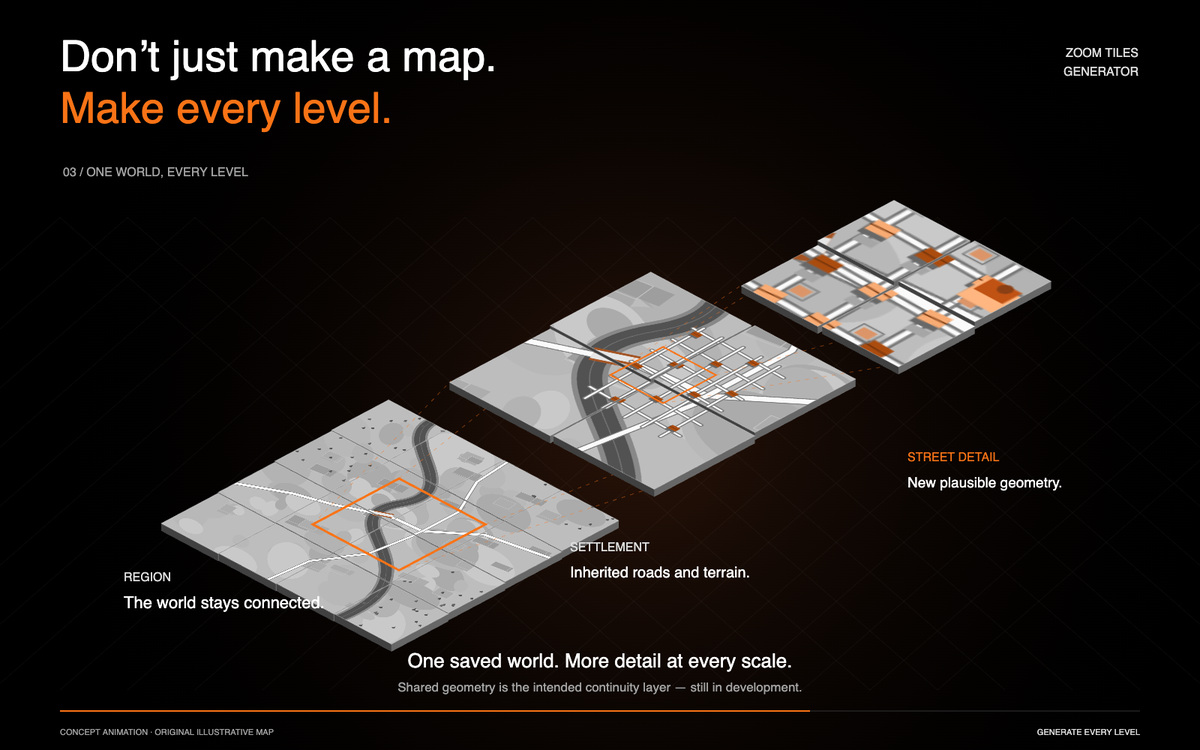 Don’t just make a map.
Make every level.
ZOOM TILES
GENERATOR
03 / ONE WORLD, EVERY LEVEL
STREET DETAIL
New plausible geometry.
SETTLEMENT
Inherited roads and terrain.
REGION
The world stays connected.
One saved world. More detail at every scale.
Shared geometry is the intended continuity layer — still in development.
CONCEPT ANIMATION · ORIGINAL ILLUSTRATIVE MAP
GENERATE EVERY LEVEL